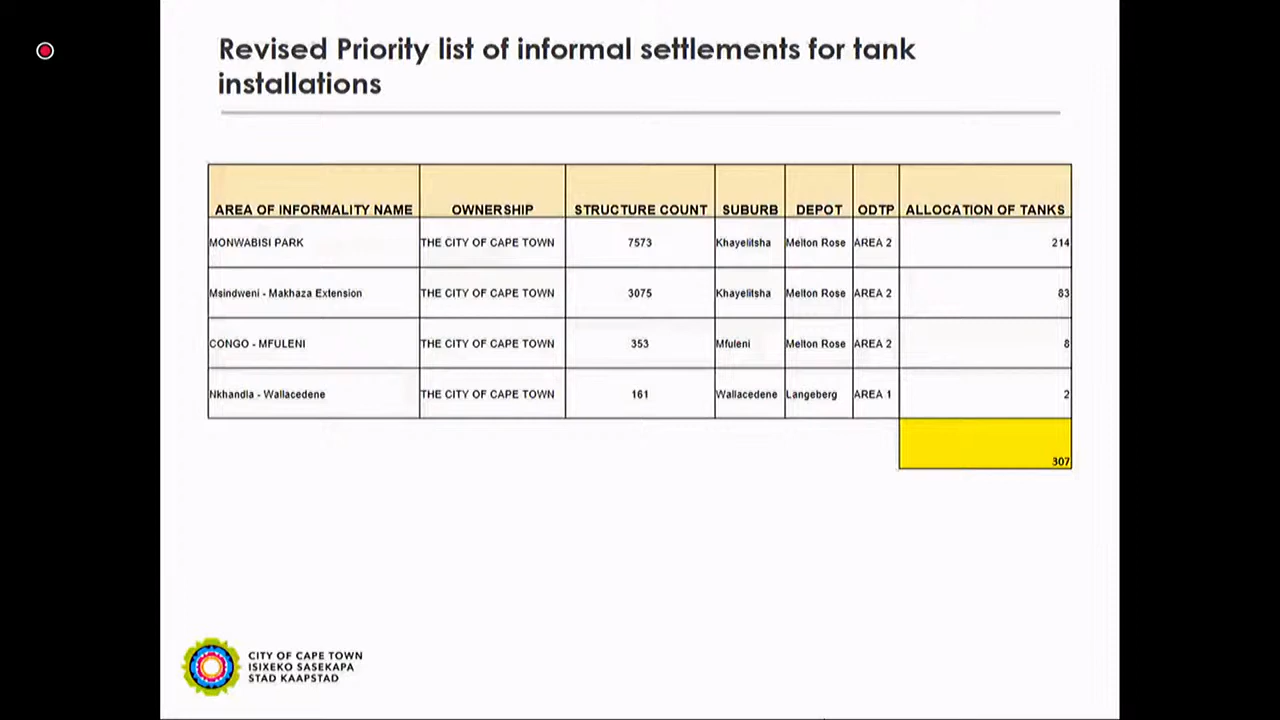 Revised Priority list of informal settlements for tank
installations
AREA OF INFORMALITY NAME OWNERSHIP STRUCTURE COUNT SUBURB DEPOT ODTP ALLOCATION OF TANKS
MONWABISI PARK THE CITY OF CAPE TOWN 7573 Khayelitsha Melton Rose AREA 2 214
Msindweni - Makhaza Extension THE CITY OF CAPE TOWN 3075 Khayelitsha Melton Rose AREA 2 83
CONGO - MFULENI THE CITY OF CAPE TOWN 353 Mfuleni Melton Rose AREA 2 8
Nkhandla - Wallacedene THE CITY OF CAPE TOWN 161 Wallacedene Langeberg AREA 1 2
307
CITY OF CAPE TOWN
ISIXEKO SASEKAPA
STAD KAAPSTAD